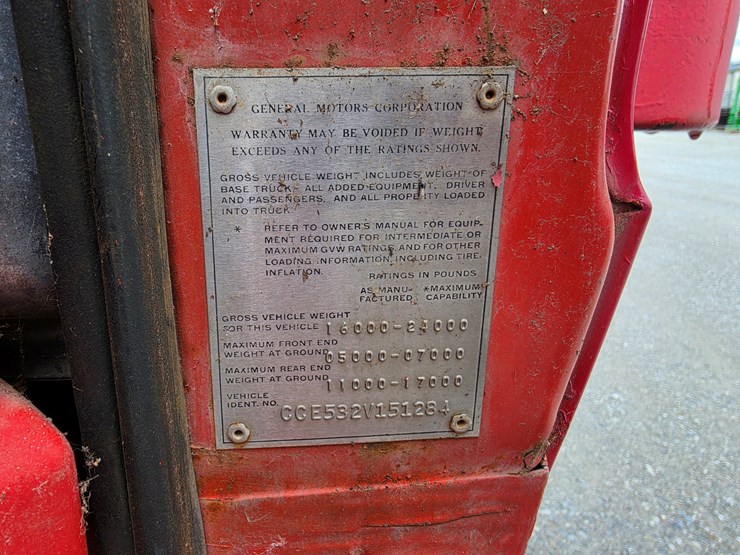 GENERAL MOTORS CORPORATION
WARRANTY MAY BE VOIDED IF WEIGHT
EXCEEDS ANY OF THE RATINGS SHOWN.
GROSS VEHICLE WEIGHT INCLUDES WEIGHT OF
BASE TRUCK, ALL ADDED EQUIPMENT, DRIVER
AND PASSENGERS, AND ALL PROPERTY LOADED
INTO TRUCK.
* REFER TO OWNER'S MANUAL FOR EQUIP-
MENT REQUIRED FOR INTERMEDIATE OR
MAXIMUM GVW RATINGS, AND FOR OTHER
LOADING INFORMATION, INCLUDING TIRE
INFLATION.
RATINGS IN POUNDS
AS MANU- *MAXIMUM
FACTURED CAPABILITY
GROSS VEHICLE WEIGHT
FOR THIS VEHICLE 16000-24000
MAXIMUM FRONT END
WEIGHT AT GROUND 05000-07000
MAXIMUM REAR END
WEIGHT AT GROUND 11000-17000
VEHICLE
IDENT. NO. CCE532V151284